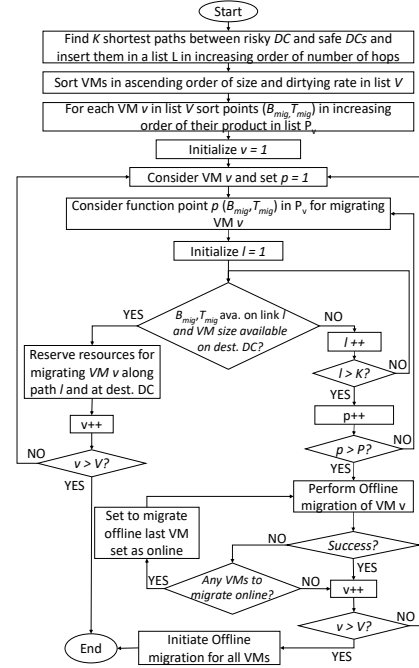 Start
Find K shortest paths between risky DC and safe DCs and
insert them in a list L in increasing order of number of hops
Sort VMs in ascending order of size and dirtying rate in list V
For each VM v in list V sort points (Bmig,Tmig) in increasing
order of their product in list Pv
Initialize v = 1
Consider VM v and set p = 1
Consider function point p (Bmig,Tmig) in Pv for migrating
VM v
Initialize l = 1
Bmig,Tmig ava. on link l
and VM size available
on dest. DC?
YES
NO
Reserve resources for
migrating VM v along
path l and at dest. DC
v++
v > V?
NO
YES
l ++
l > K?
NO
YES
p++
p > P?
NO
YES
Perform Offline
migration of VM v
Set to migrate
offline last VM
set as online
Success?
NO
YES
Any VMs to
migrate online?
YES
NO
v++
v > V?
NO
YES
Initiate Offline
migration for all VMs
End